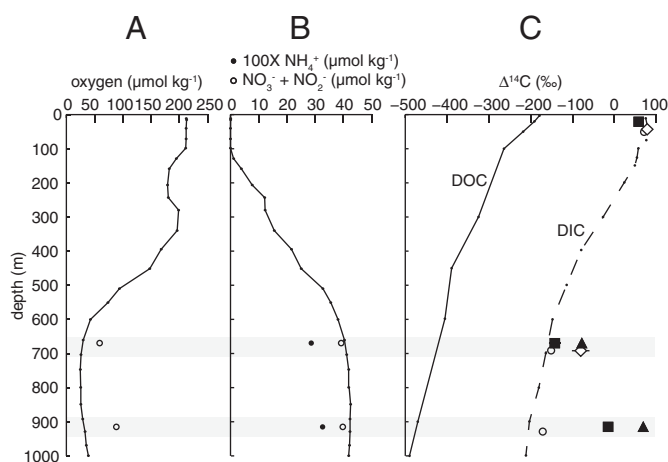 A B C
● 100X NH₄⁺ (µmol kg⁻¹)
oxygen (µmol kg⁻¹) ○ NO₃⁻ + NO₂⁻ (µmol kg⁻¹) Δ¹⁴C (‰)
0 50 100 150 200 250 0 10 20 30 40 50 −500 −400 −300 −200 −100 0 100
0
100
200
300
400
500
600
700
800
900
1000
depth (m)
DOC
DIC